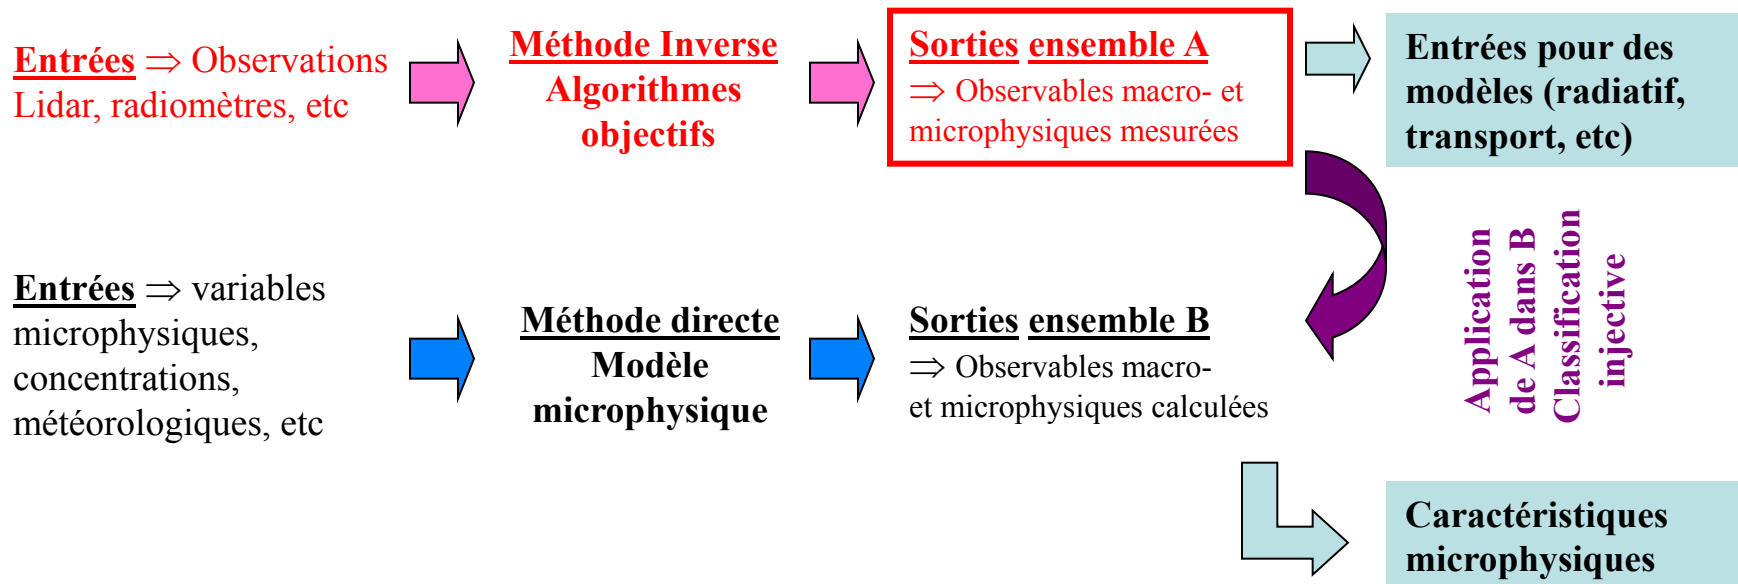 Entrées ⇒ Observations
Lidar, radiomètres, etc
Méthode Inverse
Algorithmes
objectifs
Sorties ensemble A
⇒ Observables macro- et
microphysiques mesurées
Entrées pour des
modèles (radiatif,
transport, etc)
Application
de A dans B
Classification
injective
Entrées ⇒ variables
microphysiques,
concentrations,
météorologiques, etc
Méthode directe
Modèle
microphysique
Sorties ensemble B
⇒ Observables macro-
et microphysiques calculées
Caractéristiques
microphysiques